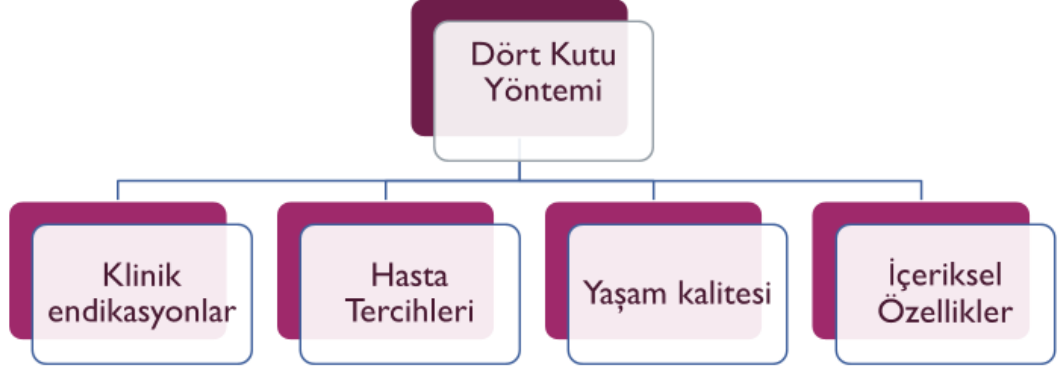 Dört Kutu
Yöntemi
Klinik
endikasyonlar
Hasta
Tercihleri
Yaşam kalitesi
İçeriksel
Özellikler